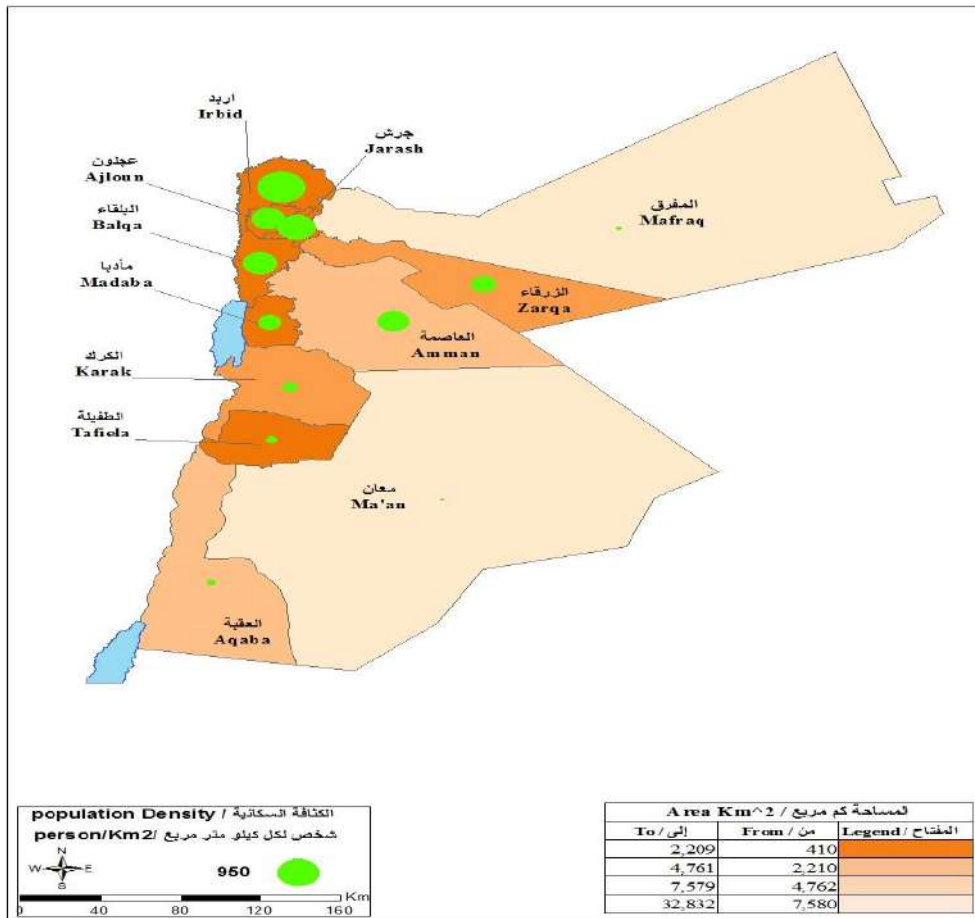 اربد
Irbid
جرش
Jarash
عجلون
Ajloun
البلقاء
Balqa
المفرق
Mafraq
مأدبا
Madaba
الزرقاء
Zarqa
العاصمة
Amman
الكرك
Karak
الطفيلة
Tafiela
معان
Ma'an
العقبة
Aqaba
population Density / الكثافة السكانية
person/Km2/ شخص لكل كيلو متر مربع
N
W E
S
950
Km
0 40 80 120 160
Area Km^2 / المساحة كم مربع
To / إلى From / من Legend / المفتاح
2,209 410
4,761 2,210
7,579 4,762
32,832 7,580